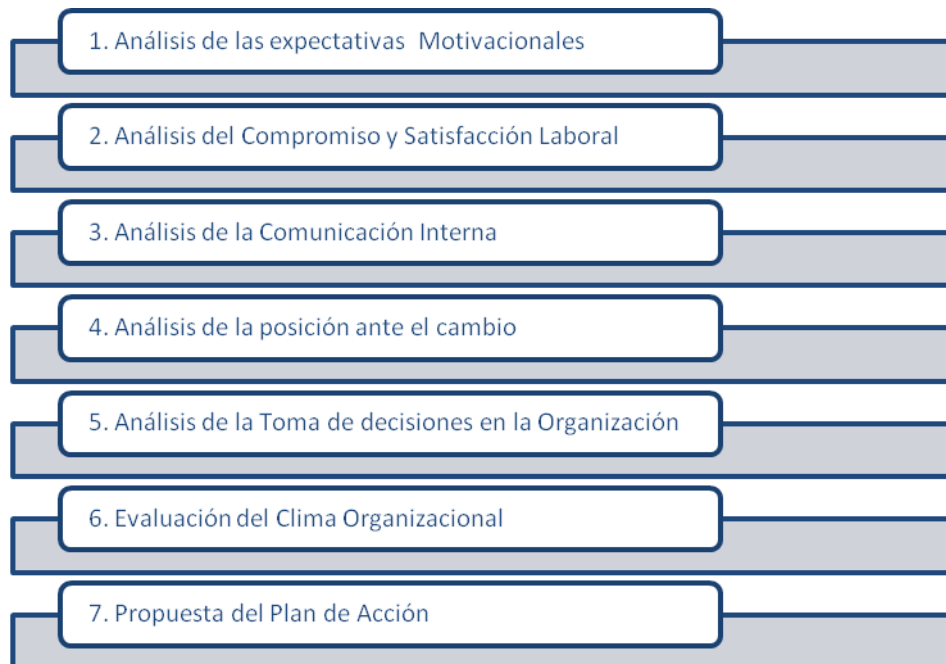 1. Análisis de las expectativas  Motivacionales
2. Análisis del Compromiso y Satisfacción Laboral
3. Análisis de la Comunicación Interna
4. Análisis de la posición ante el cambio
5. Análisis de la Toma de decisiones en la Organización
6. Evaluación del Clima Organizacional
7. Propuesta del Plan de Acción